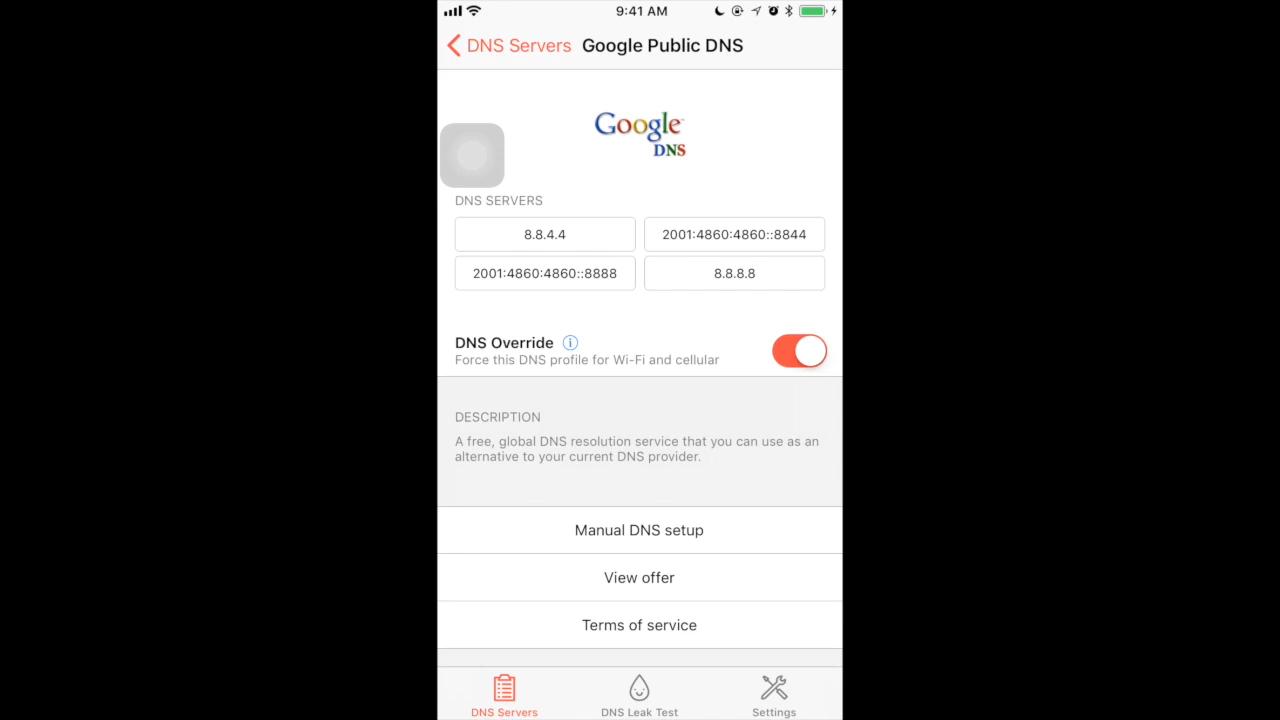 9:41 AM
DNS Servers Google Public DNS
Google
DNS
DNS SERVERS
8.8.4.4 2001:4860:4860::8844
2001:4860:4860::8888 8.8.8.8
DNS Override
Force this DNS profile for Wi-Fi and cellular
DESCRIPTION
A free, global DNS resolution service that you can use as an
alternative to your current DNS provider.
Manual DNS setup
View offer
Terms of service
DNS Servers DNS Leak Test Settings